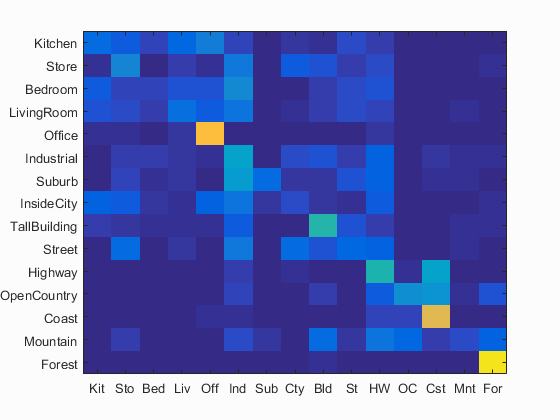 Kitchen
Store
Bedroom
LivingRoom
Office
Industrial
Suburb
InsideCity
TallBuilding
Street
Highway
OpenCountry
Coast
Mountain
Forest
Kit Sto Bed Liv Off Ind Sub Cty Bld St HW OC Cst Mnt For